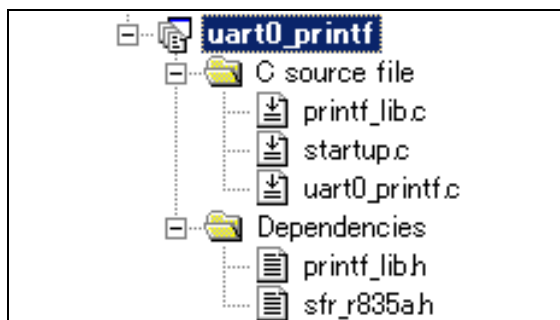 uart0_printf
C source file
printf_lib.c
startup.c
uart0_printf.c
Dependencies
printf_lib.h
sfr_r835a.h